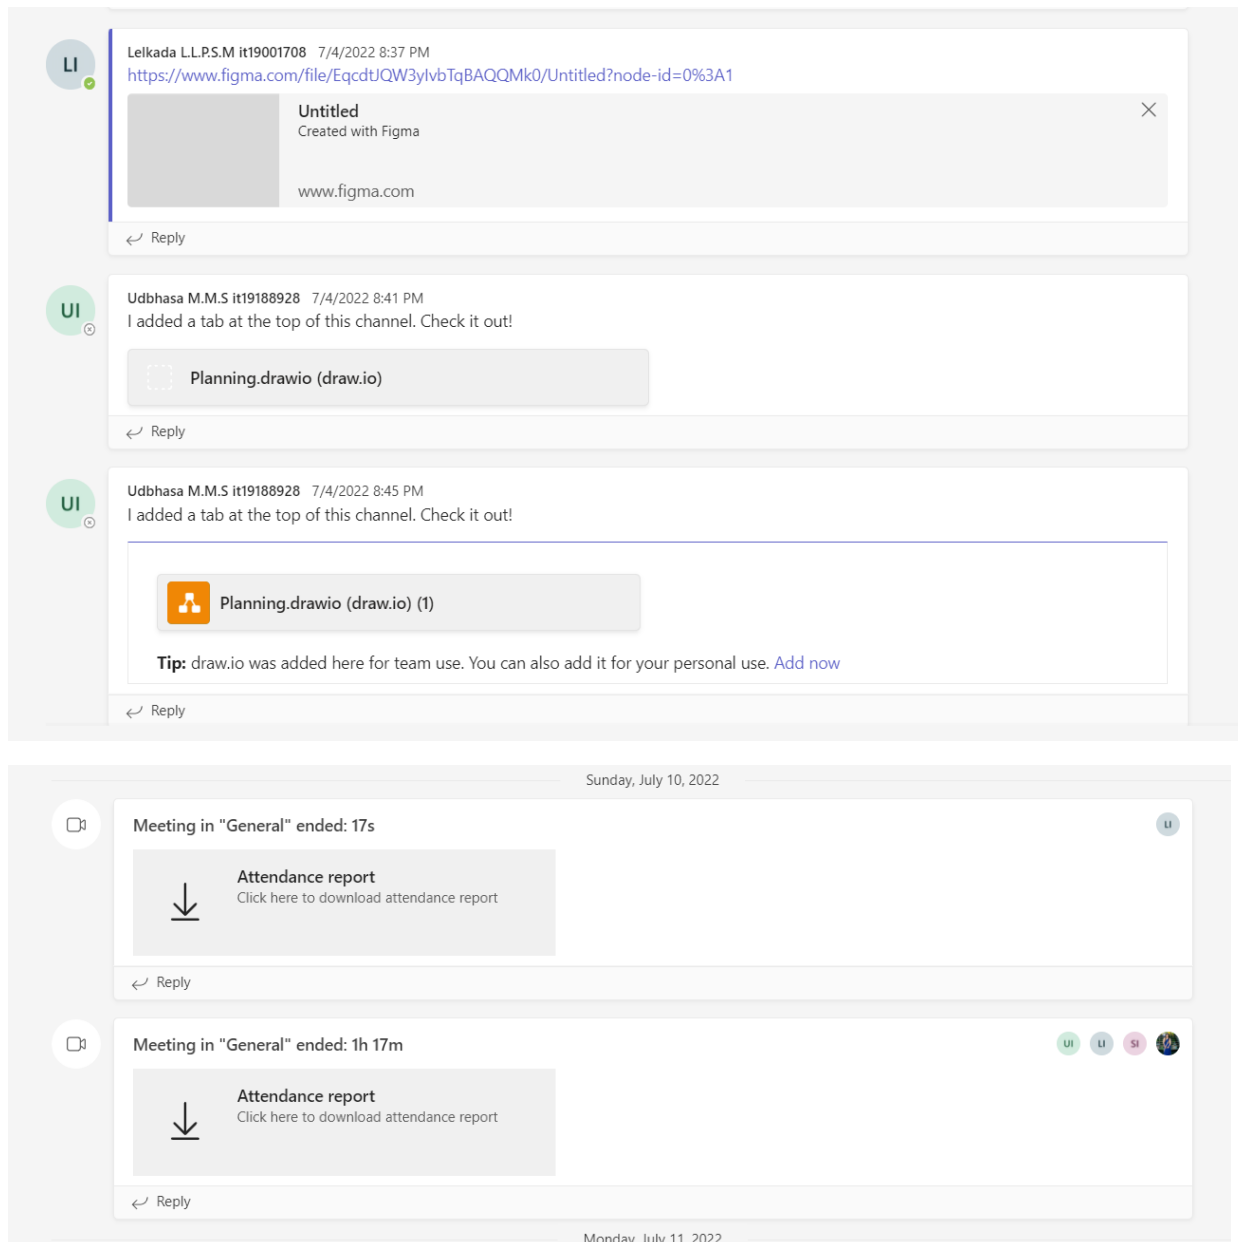 LI
Lelkada L.L.P.S.M it19001708 7/4/2022 8:37 PM
https://www.figma.com/file/EqcdtJQW3yIvbTqBAQQMk0/Untitled?node-id=0%3A1
Untitled
Created with Figma
www.figma.com
Reply
UI
Udbhasa M.M.S it19188928 7/4/2022 8:41 PM
I added a tab at the top of this channel. Check it out!
Planning.drawio (draw.io)
Reply
UI
Udbhasa M.M.S it19188928 7/4/2022 8:45 PM
I added a tab at the top of this channel. Check it out!
Planning.drawio (draw.io) (1)
Tip: draw.io was added here for team use. You can also add it for your personal use. Add now
Reply
Sunday, July 10, 2022
Meeting in "General" ended: 17s
LI
Attendance report
Click here to download attendance report
Reply
Meeting in "General" ended: 1h 17m
UI LI SI
Attendance report
Click here to download attendance report
Reply
Monday, July 11, 2022